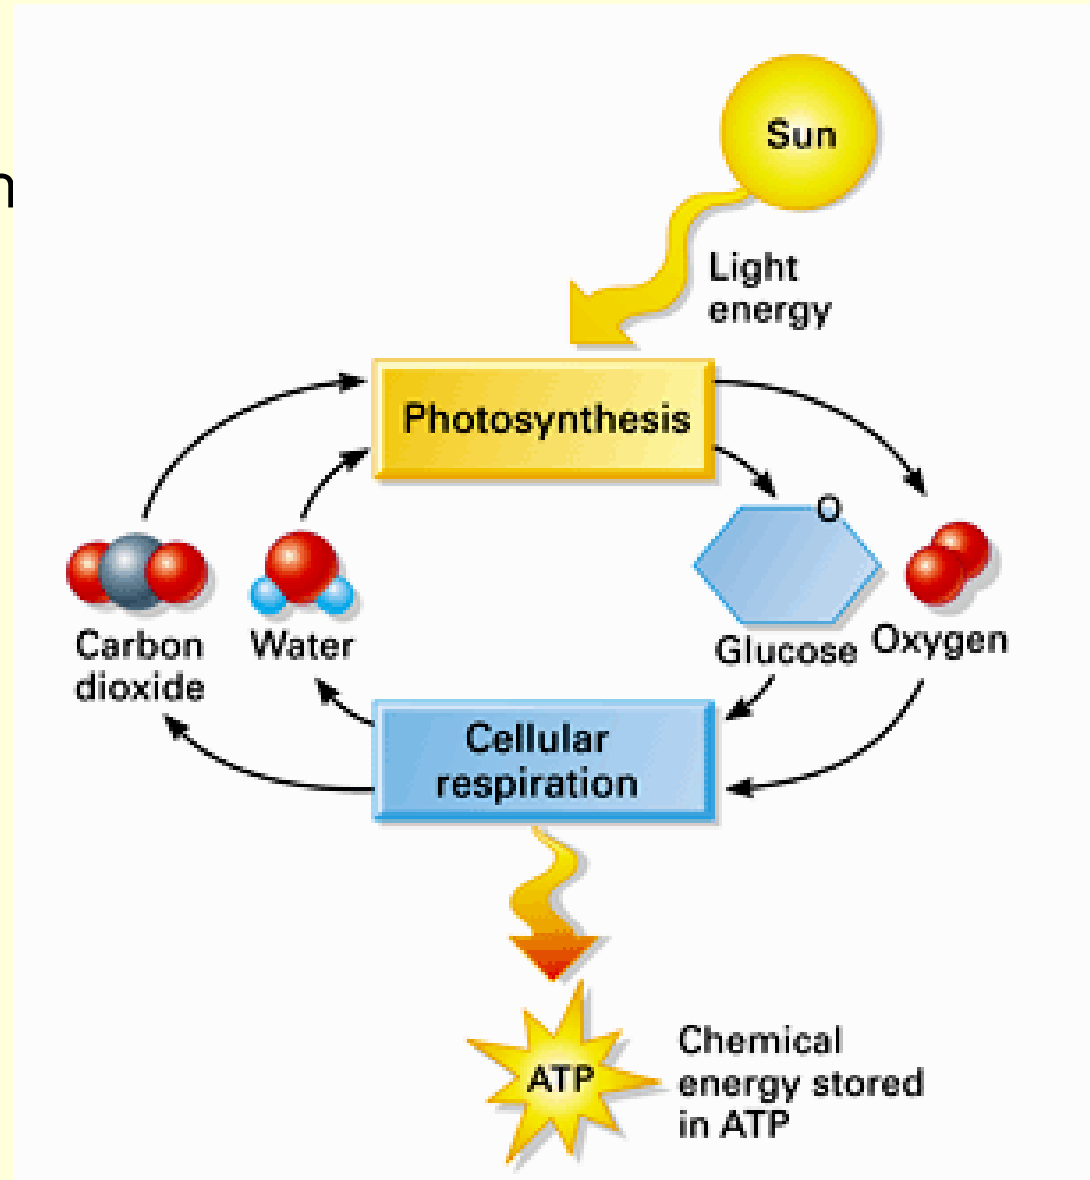 Sun
n
Light
energy
Photosynthesis
O
Carbon
dioxide
Water
Glucose
Oxygen
Cellular
respiration
ATP
Chemical
energy stored
in ATP